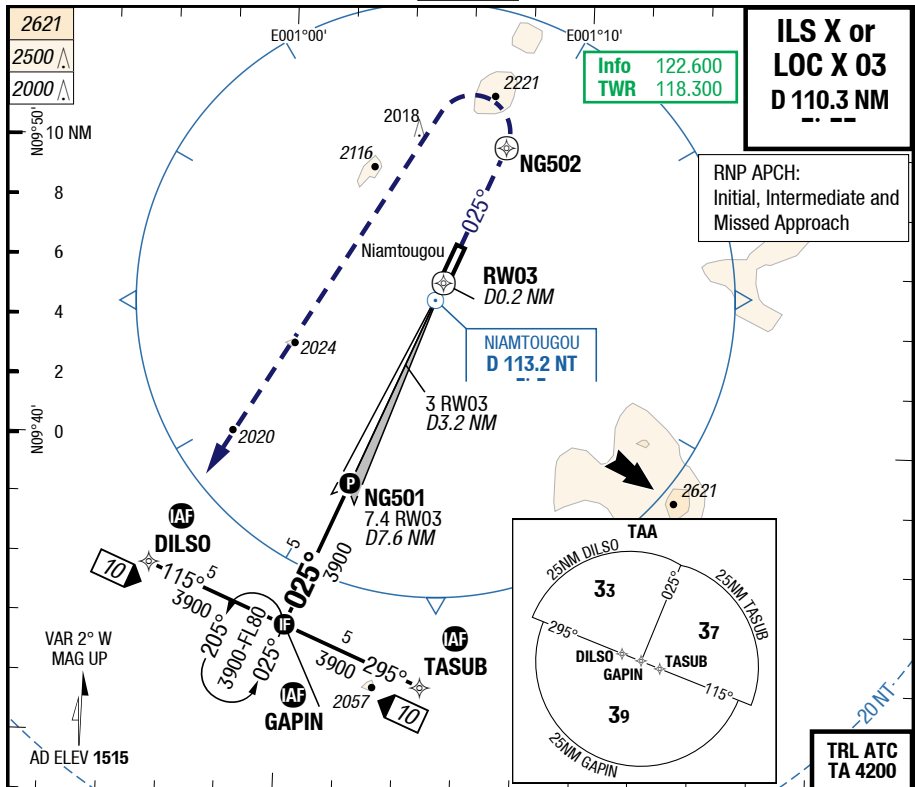 2621
2500
2000
E001°00'
E001°10'
Info 122.600
TWR 118.300
ILS X or
LOC X 03
D 110.3 NM
RNP APCH:
Initial, Intermediate and
Missed Approach
N09°50'
10 NM
8
6
4
2
0
N09°40'
2221
2018
2116
NG502
025°
Niamtougou
RW03
D0.2 NM
NIAMTOUGOU
D 113.2 NT
2024
3 RW03
D3.2 NM
2020
2621
P
NG501
7.4 RW03
D7.6 NM
IAF
DILSO
10
115°
5
3900
5
025°
3900
205°
3900-FL80
025°
IF
5
3900
295°
IAF
TASUB
IAF
GAPIN
2057
10
VAR 2° W
MAG UP
AD ELEV 1515
TAA
25NM DILSO
33
025°
25NM TASUB
37
295°
DILSO
GAPIN
TASUB
115°
39
25NM GAPIN
20 NT
TRL ATC
TA 4200